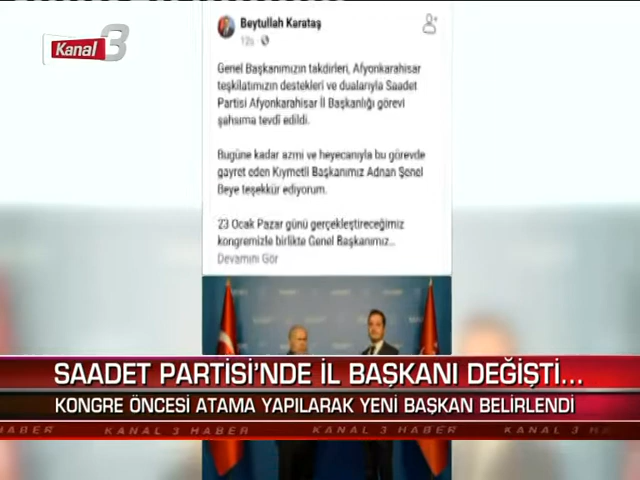 Kanal 3
Beytullah Karataş
12s
Genel Başkanımızın takdirleri, Afyonkarahisar
teşkilatımızın destekleri ve dualarıyla Saadet
Partisi Afyonkarahisar İl Başkanlığı görevi
şahsıma tevdî edildi.
Bugüne kadar azmi ve heyecanıyla bu görevde
gayret eden Kıymetli Başkanımız Adnan Şenel
Beye teşekkür ediyorum.
23 Ocak Pazar günü gerçekleştireceğimiz
kongremizle birlikte Genel Başkanımız...
Devamını Gör
SAADET PARTİSİ'NDE İL BAŞKANI DEĞİŞTİ...
KONGRE ÖNCESİ ATAMA YAPILARAK YENİ BAŞKAN BELİRLENDİ
HABER KANAL 3 HABER KANAL 3 HABER KANAL 3 HABER